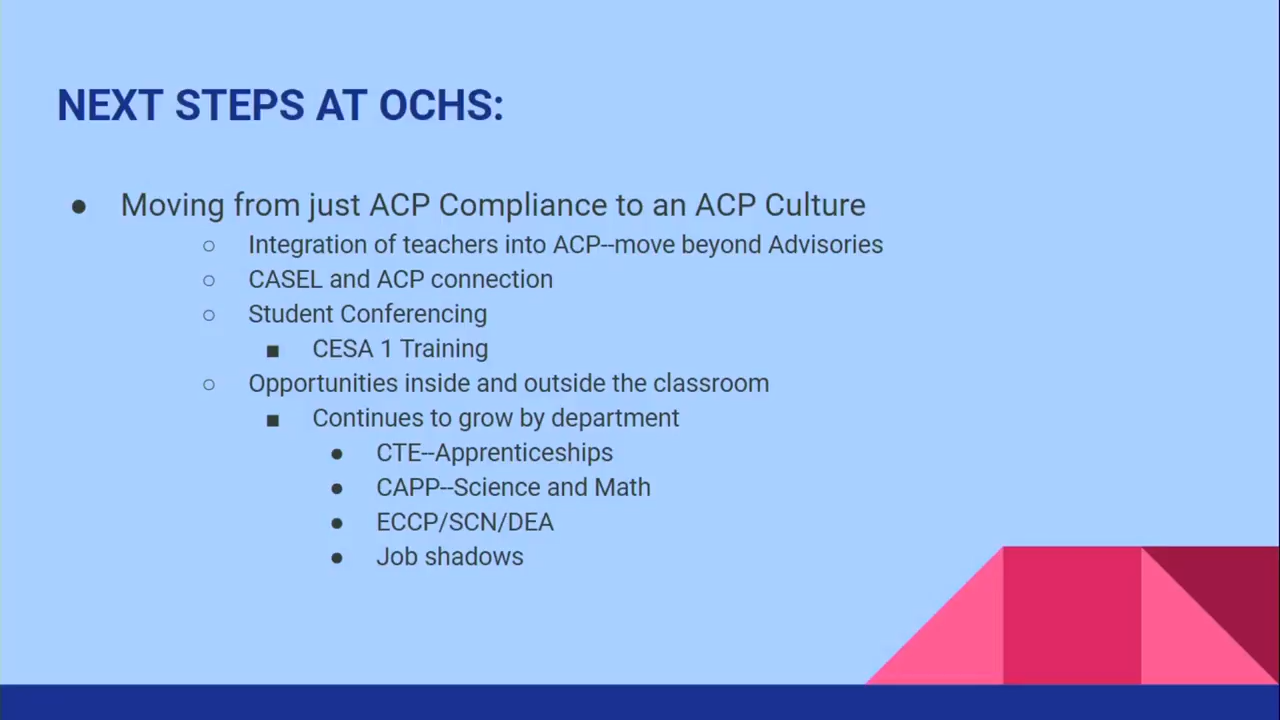 NEXT STEPS AT OCHS:
● Moving from just ACP Compliance to an ACP Culture
○ Integration of teachers into ACP--move beyond Advisories
○ CASEL and ACP connection
○ Student Conferencing
■ CESA 1 Training
○ Opportunities inside and outside the classroom
■ Continues to grow by department
● CTE--Apprenticeships
● CAPP--Science and Math
● ECCP/SCN/DEA
● Job shadows